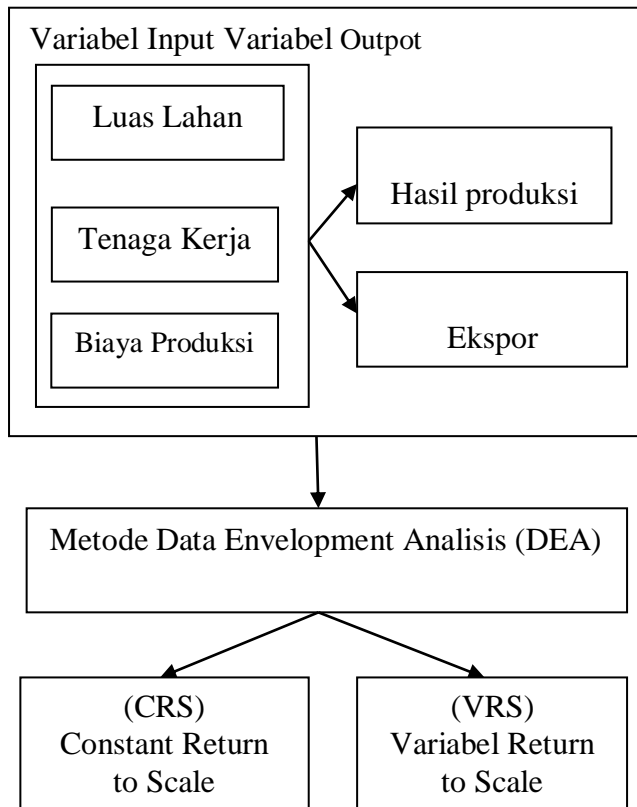 Variabel Input Variabel Outpot
Luas Lahan
Tenaga Kerja
Biaya Produksi
Hasil produksi
Ekspor
Metode Data Envelopment Analisis (DEA)
(CRS)
Constant Return
to Scale
(VRS)
Variabel Return
to Scale